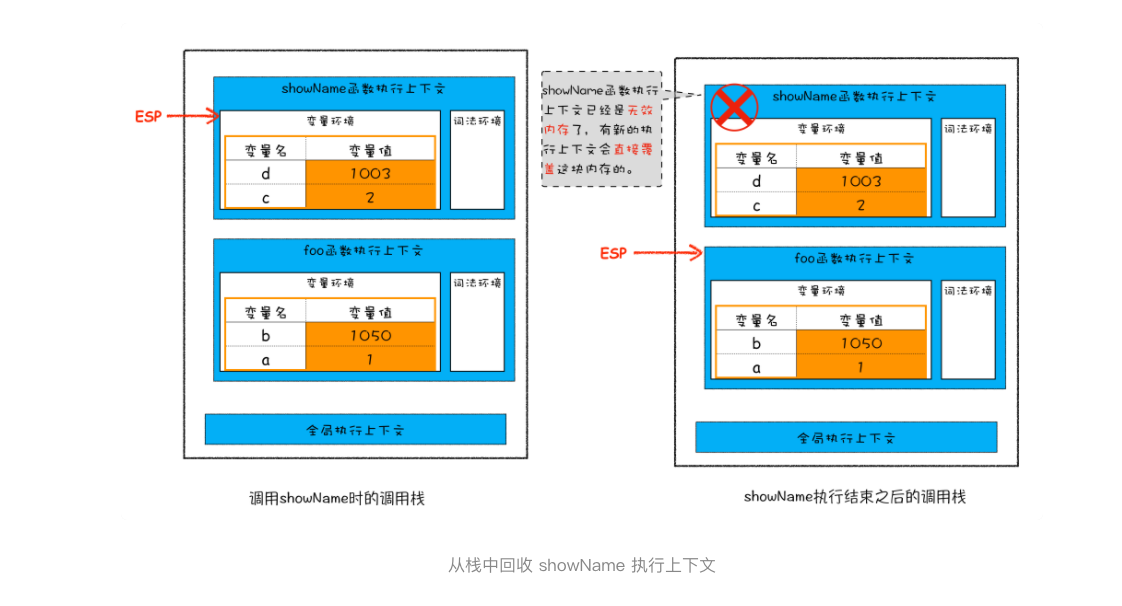 showName函数执行上下文
ESP
变量环境
词法环境
变量名
变量值
d
1003
c
2
foo函数执行上下文
变量环境
词法环境
变量名
变量值
b
1050
a
1
全局执行上下文
调用showName时的调用栈
showName函数执行
上下文已经是无效
内存了，有新的执
行上下文会直接覆
盖这块内存的。
showName函数执行上下文
变量环境
词法环境
变量名
变量值
d
1003
c
2
ESP
foo函数执行上下文
变量环境
词法环境
变量名
变量值
b
1050
a
1
全局执行上下文
showName执行结束之后的调用栈
从栈中回收 showName 执行上下文